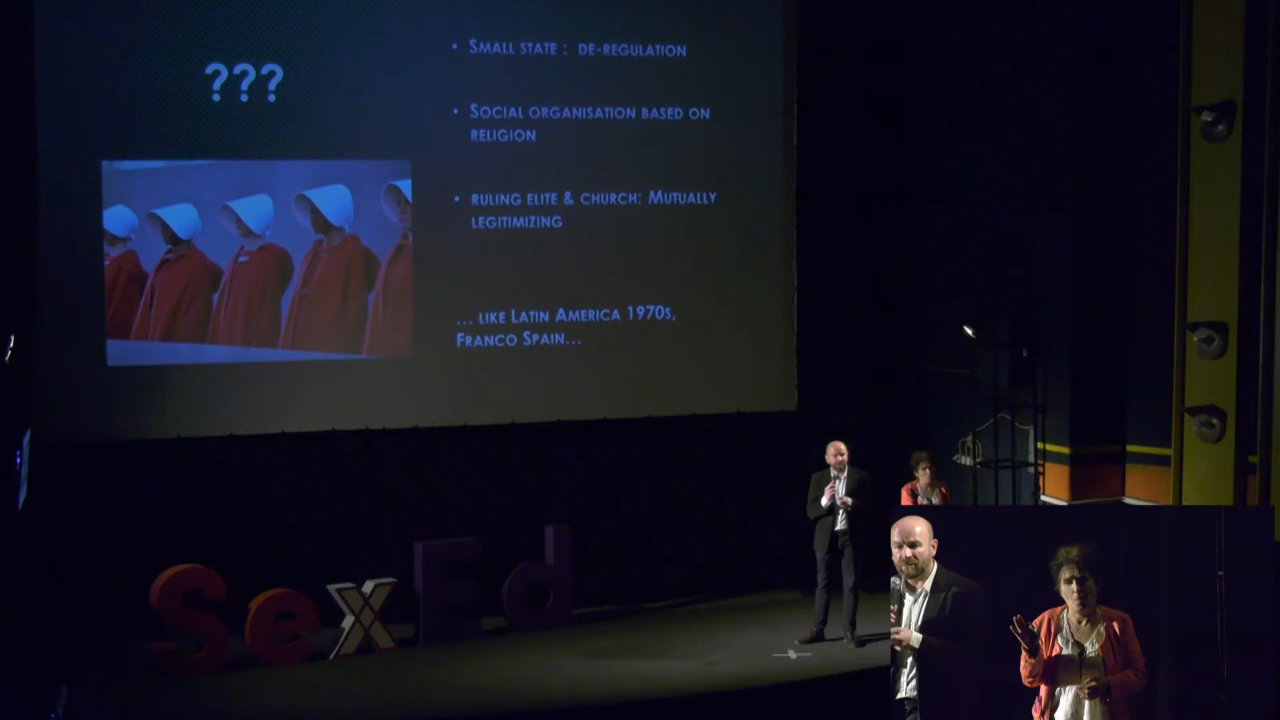 ???
• Small state : de-regulation
• Social organisation based on
religion
• ruling elite & church: Mutually
legitimizing
... like Latin America 1970s,
Franco Spain...
SexEd